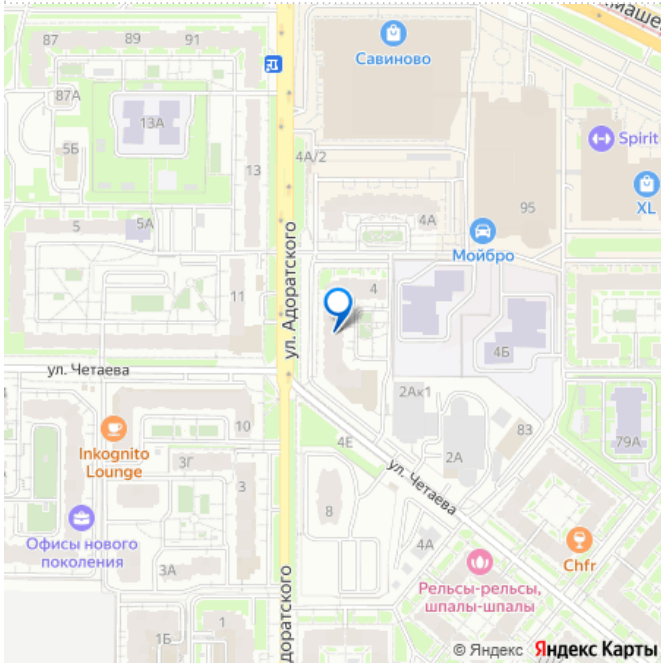 машев
87
89
91
Савиново
87А
13А
5Б
Spirit
4А/2
13
XL
95
4А
5
5А
Мойбро
ул. Адоратского
11
4
4Б
ул. Четаева
2Ак1
10
83
79А
Inkognito
Lounge
4Е
2А
3Г
ул. Четаева
3
8
Офисы нового
поколения
4А
Chfr
3А
Рельсы-рельсы,
шпалы-шпалы
доратского
1Б
1
© Яндекс Яндекс Карты